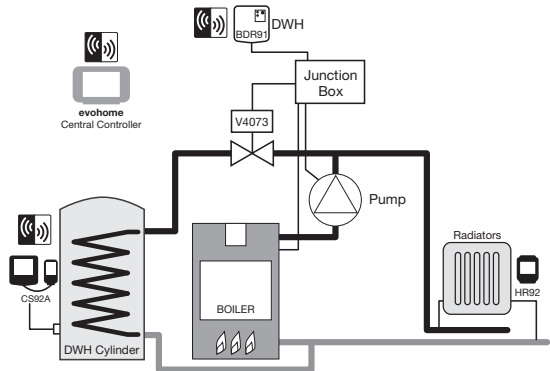 BDR91
DWH
Junction
Box
evohome
Central Controller
V4073
Pump
Radiators
HR92
CS92A
BOILER
DWH Cylinder